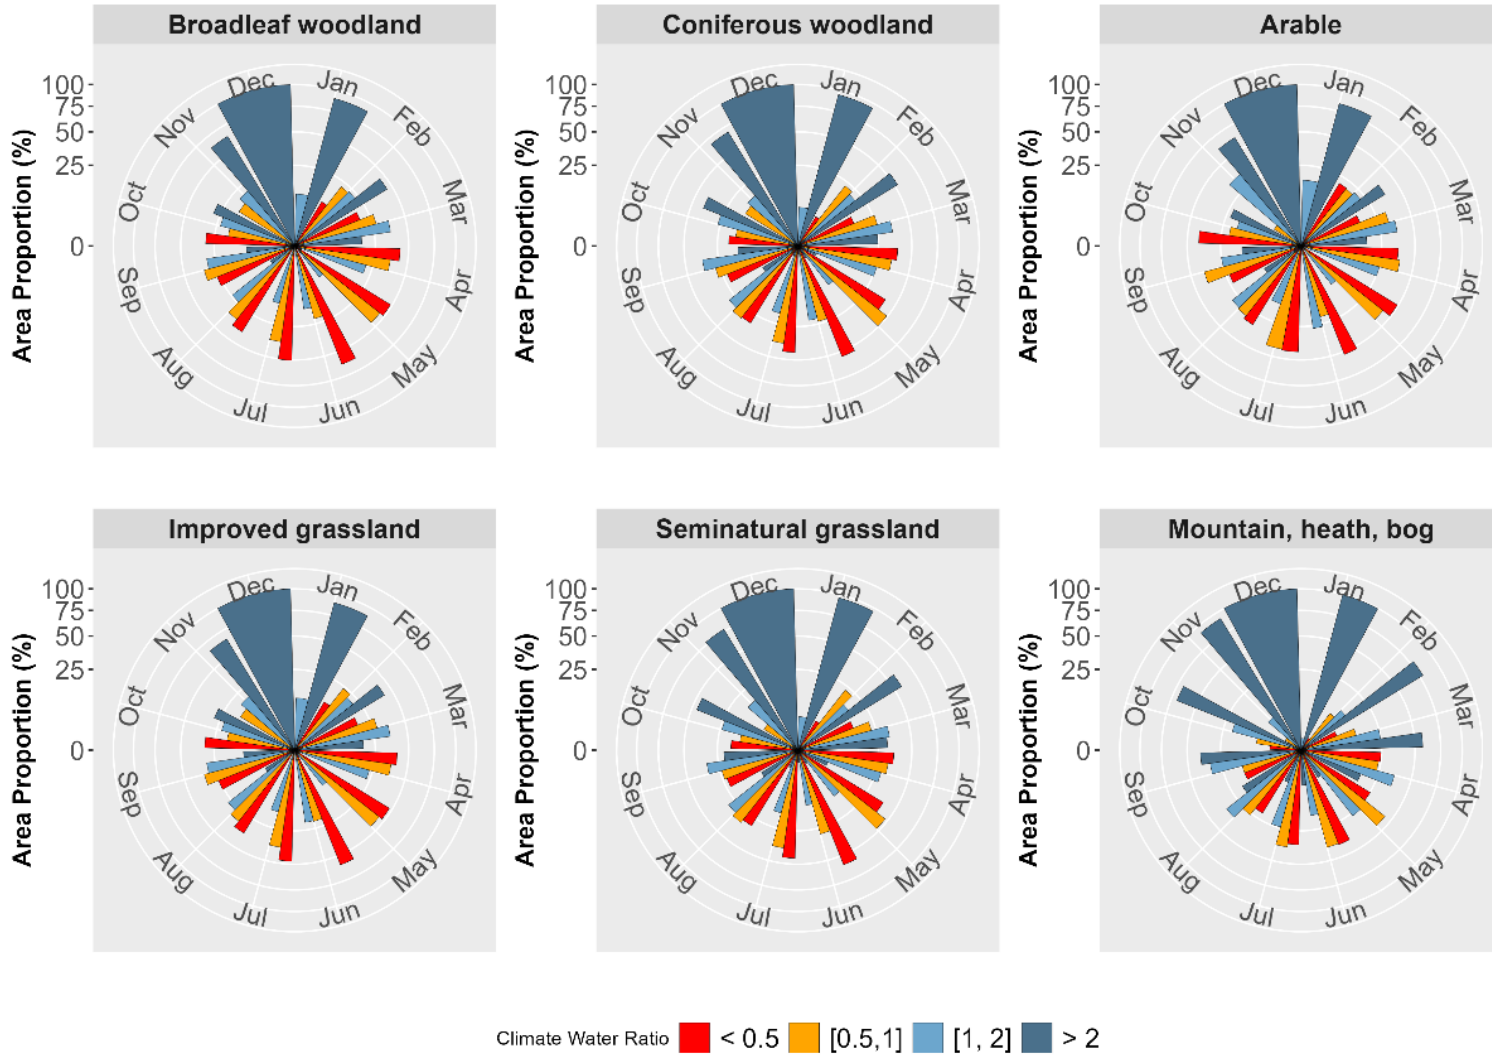 Broadleaf woodland
Coniferous woodland
Arable
Area Proportion (%)
100
75
50
25
0
Jan
Feb
Mar
Apr
May
Jun
Jul
Aug
Sep
Oct
Nov
Dec
Area Proportion (%)
100
75
50
25
0
Jan
Feb
Mar
Apr
May
Jun
Jul
Aug
Sep
Oct
Nov
Dec
Area Proportion (%)
100
75
50
25
0
Jan
Feb
Mar
Apr
May
Jun
Jul
Aug
Sep
Oct
Nov
Dec
Improved grassland
Seminatural grassland
Mountain, heath, bog
Area Proportion (%)
100
75
50
25
0
Jan
Feb
Mar
Apr
May
Jun
Jul
Aug
Sep
Oct
Nov
Dec
Area Proportion (%)
100
75
50
25
0
Jan
Feb
Mar
Apr
May
Jun
Jul
Aug
Sep
Oct
Nov
Dec
Area Proportion (%)
100
75
50
25
0
Jan
Feb
Mar
Apr
May
Jun
Jul
Aug
Sep
Oct
Nov
Dec
Climate Water Ratio < 0.5 [0.5,1] [1, 2] > 2